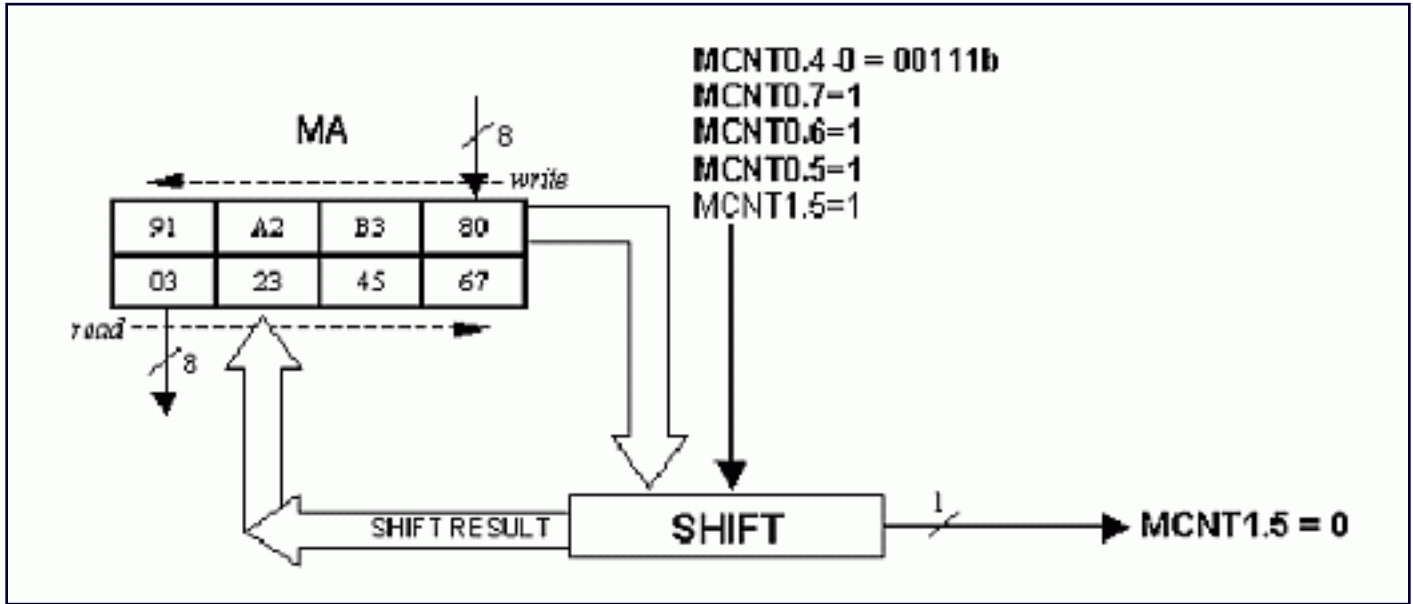 MCNT0.4-0 = 00111b
MCNT0.7=1
MCNT0.6=1
MCNT0.5=1
MCNT1.5=1
MA
8
write
91 A2 B3 80
03 23 45 67
read
8
SHIFT RESULT
SHIFT
1
MCNT1.5 = 0